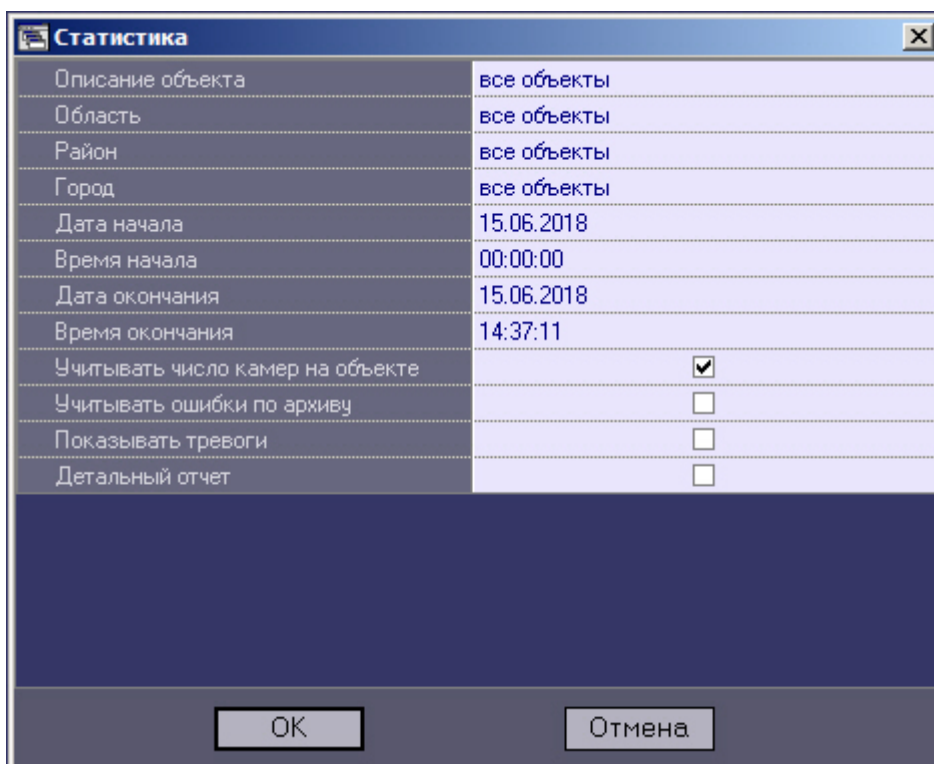 Статистика
Описание объекта все объекты
Область все объекты
Район все объекты
Город все объекты
Дата начала 15.06.2018
Время начала 00:00:00
Дата окончания 15.06.2018
Время окончания 14:37:11
Учитывать число камер на объекте
Учитывать ошибки по архиву
Показывать тревоги
Детальный отчет
OK Отмена